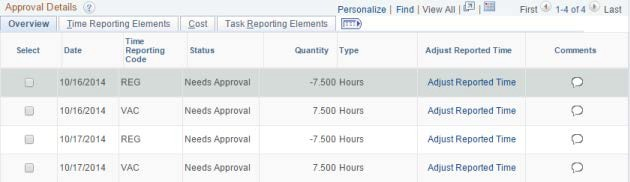 Approval Details ?
Personalize | Find | View All | First 1-4 of 4 Last
Overview Time Reporting Elements Cost Task Reporting Elements
Select Date Time Reporting Code Status Quantity Type Adjust Reported Time Comments
10/16/2014 REG Needs Approval -7.500 Hours Adjust Reported Time
10/16/2014 VAC Needs Approval 7.500 Hours Adjust Reported Time
10/17/2014 REG Needs Approval -7.500 Hours Adjust Reported Time
10/17/2014 VAC Needs Approval 7.500 Hours Adjust Reported Time